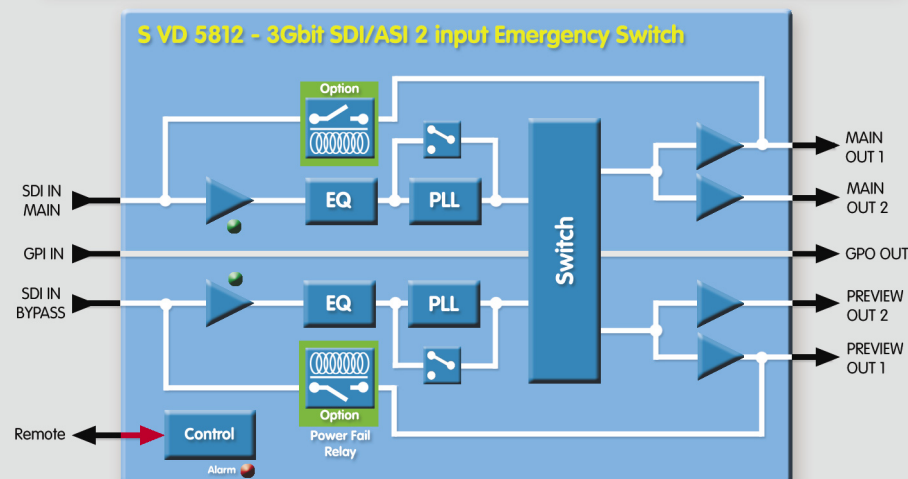 S VD 5812 - 3Gbit SDI/ASI 2 input Emergency Switch
Option
MAIN
OUT 1
SDI IN
MAIN
EQ
PLL
MAIN
OUT 2
Switch
GPI IN
GPO OUT
SDI IN
BYPASS
EQ
PLL
PREVIEW
OUT 2
PREVIEW
OUT 1
Option
Power Fail
Relay
Remote
Control
Alarm